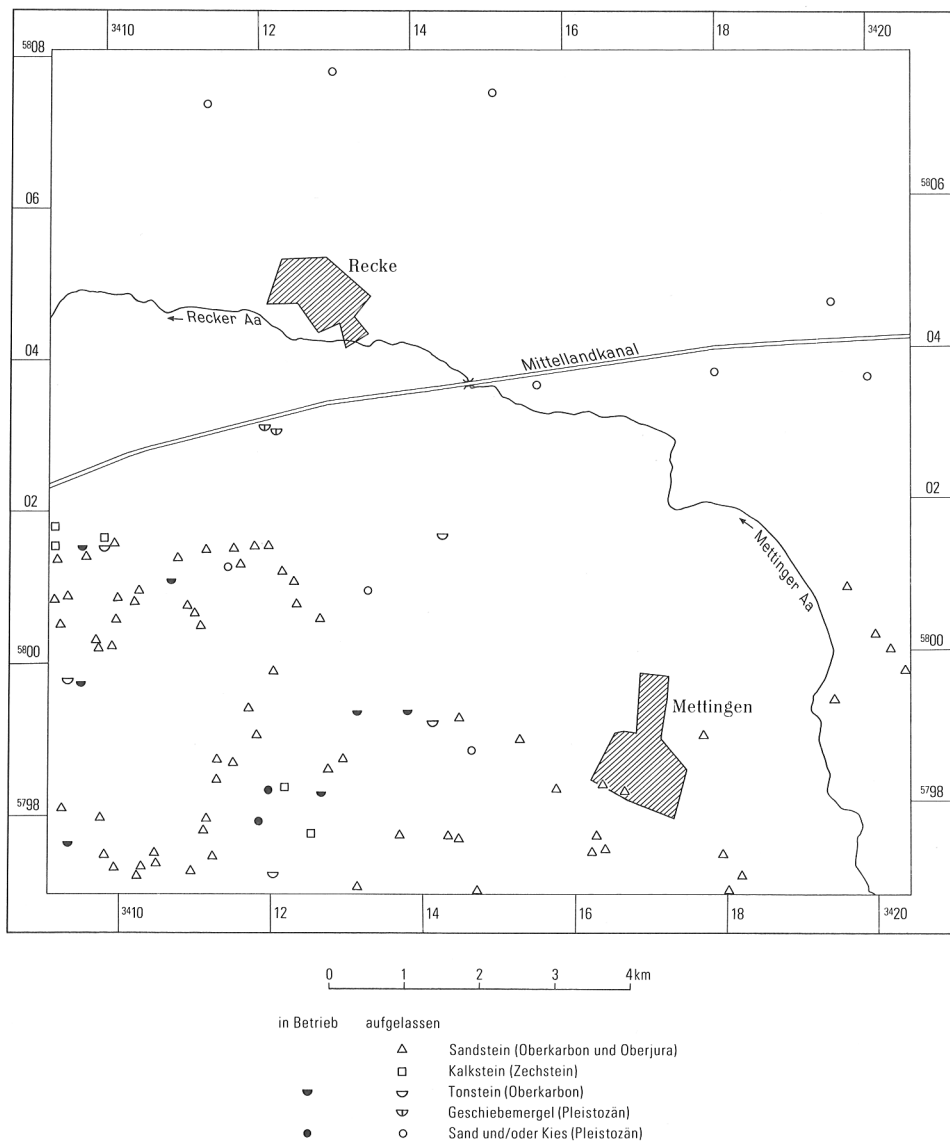 3410 12 14 16 18 3420
5808
06
5806
Recke
Recker Aa
04
04
Mittellandkanal
02
02
Mettinger Aa
5800
5800
Mettingen
5798
5798
3410 12 14 16 18 3420
0 1 2 3 4 km
in Betrieb aufgelassen
Sandstein (Oberkarbon und Oberjura)
Kalkstein (Zechstein)
Tonstein (Oberkarbon)
Geschiebemergel (Pleistozän)
Sand und/oder Kies (Pleistozän)